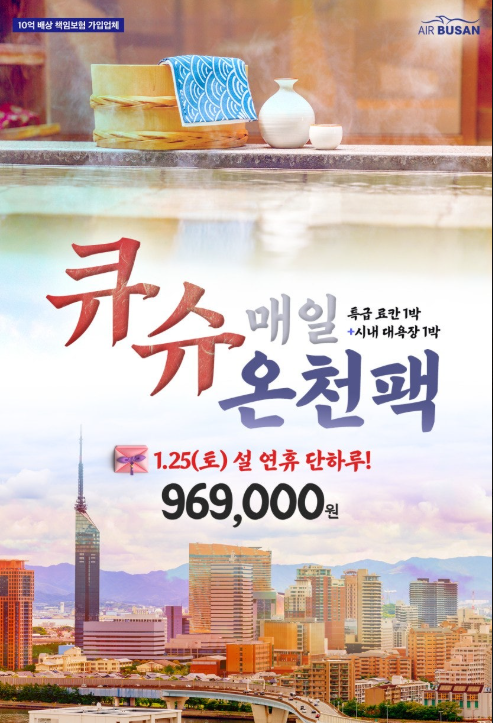 10억 배상 책임보험 가입업체
AIR BUSAN
큐슈 매일
특급 료칸 1박
+시내 대욕장 1박
온천팩
1.25(토) 설 연휴 단하루!
969,000원